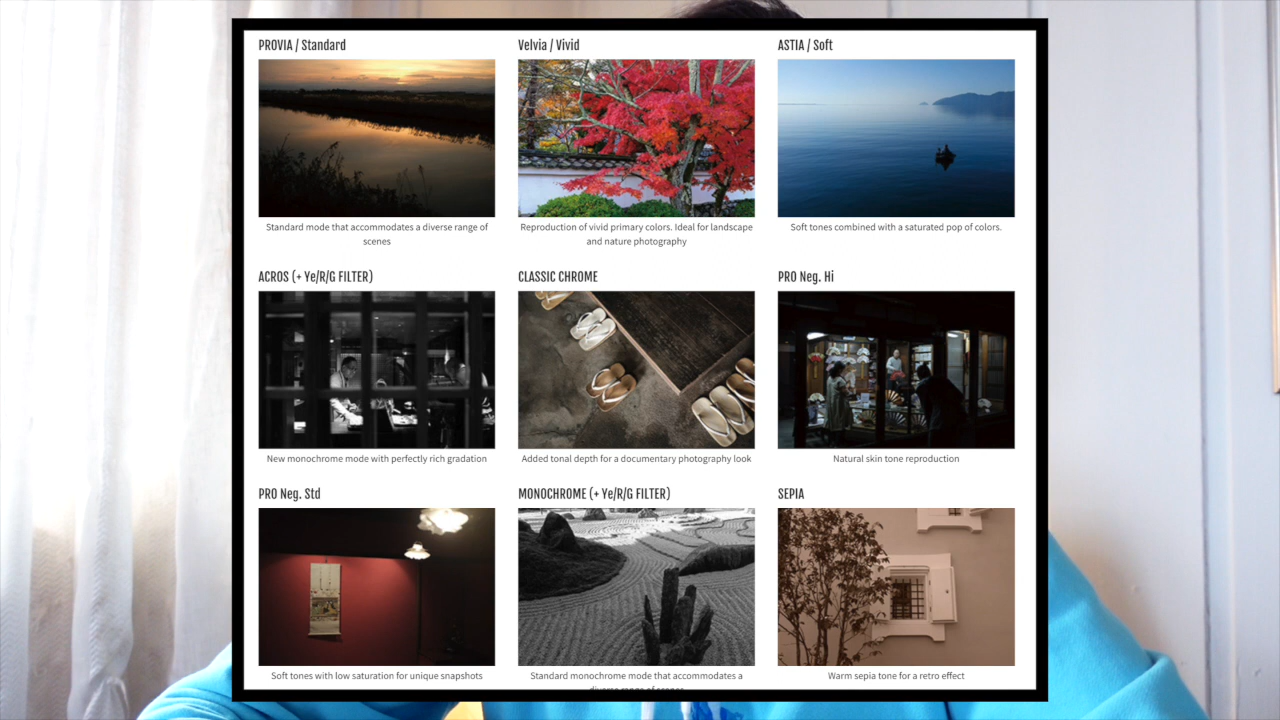 PROVIA / Standard
Velvia / Vivid
ASTIA / Soft
Standard mode that accommodates a diverse range of
scenes
Reproduction of vivid primary colors. Ideal for landscape
and nature photography
Soft tones combined with a saturated pop of colors.
ACROS (+ Ye/R/G FILTER)
CLASSIC CHROME
PRO Neg. Hi
New monochrome mode with perfectly rich gradation
Added tonal depth for a documentary photography look
Natural skin tone reproduction
PRO Neg. Std
MONOCHROME (+ Ye/R/G FILTER)
SEPIA
Soft tones with low saturation for unique snapshots
Standard monochrome mode that accommodates a
diverse range of scenes
Warm sepia tone for a retro effect